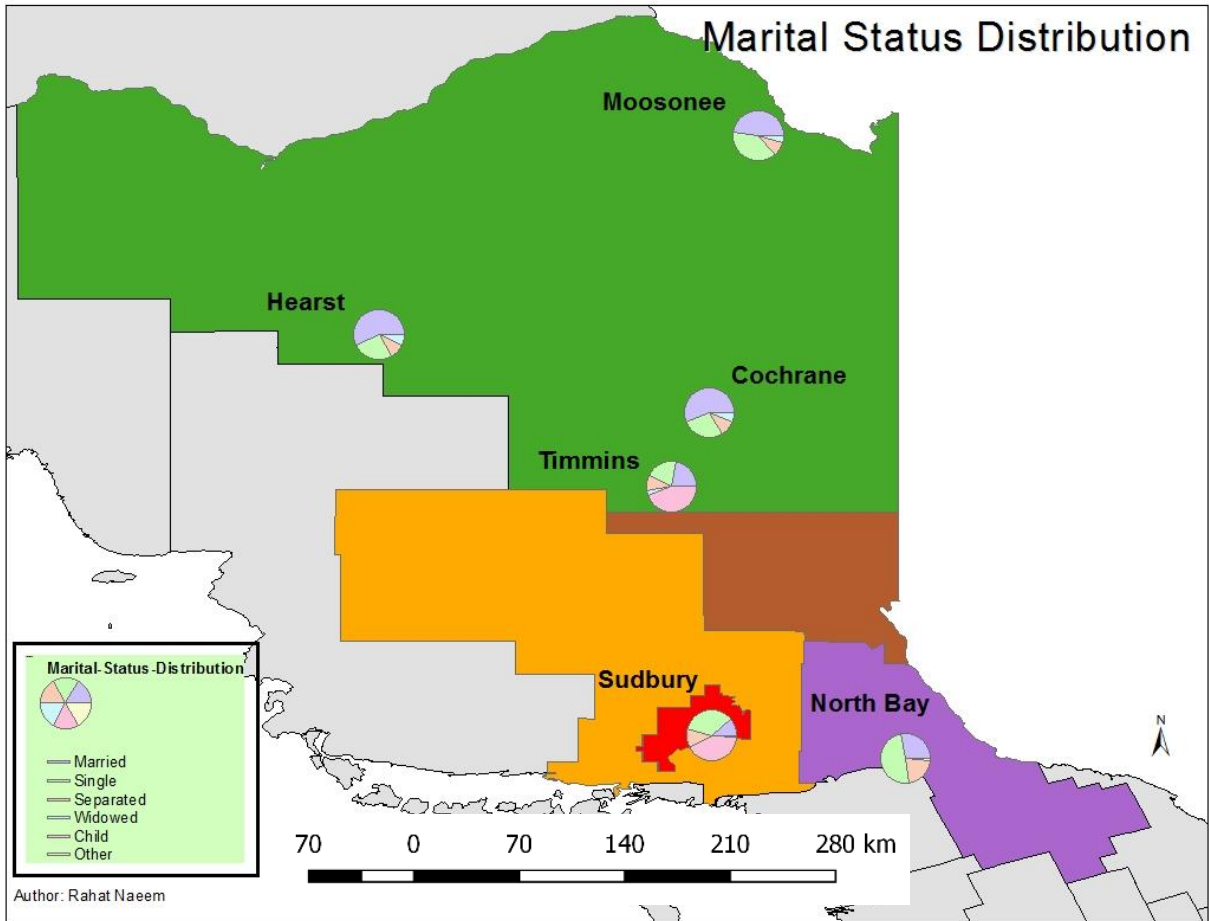 Marital Status Distribution
Moosonee
Hearst
Cochrane
Timmins
Sudbury
North Bay
N
Marital-Status-Distribution
Married
Single
Separated
Widowed
Child
Other
70 0 70 140 210 280 km
Author: Rahat Naeem